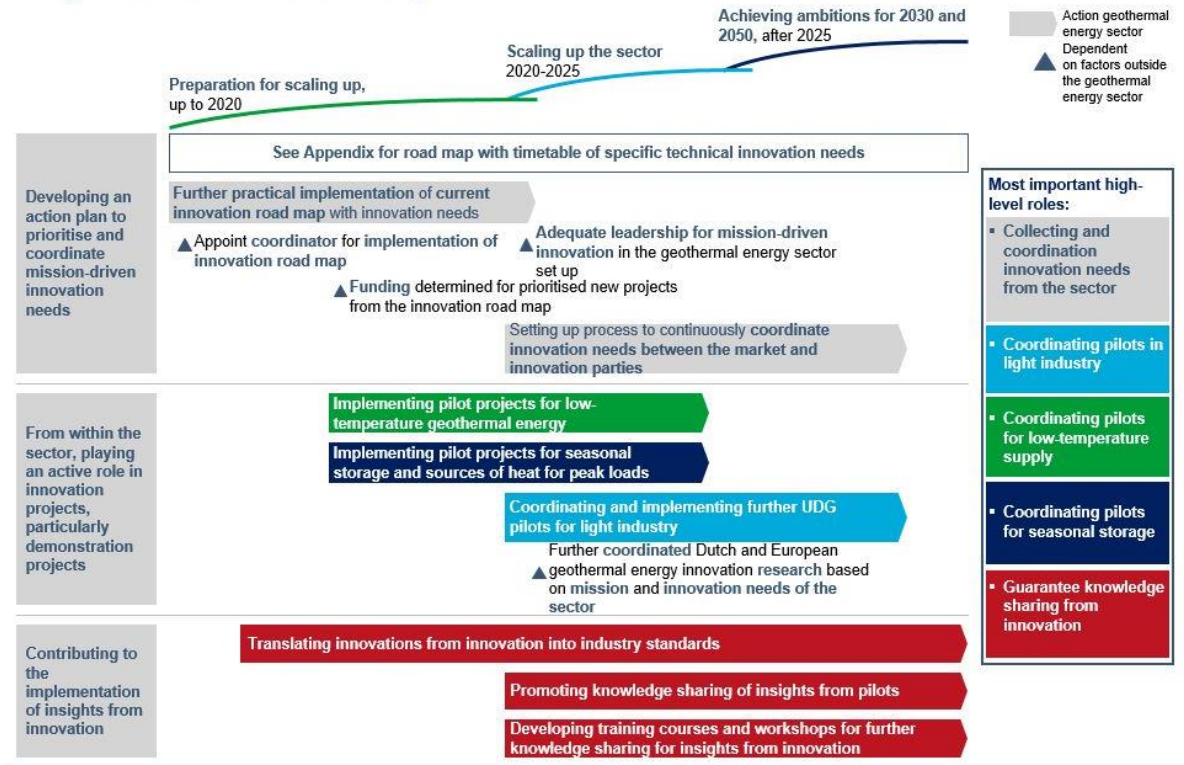 Achieving ambitions for 2030 and
2050, after 2025
Action geothermal
energy sector
Dependent
on factors outside
the geothermal
energy sector
Scaling up the sector
2020-2025
Preparation for scaling up,
up to 2020
See Appendix for road map with timetable of specific technical innovation needs
Developing an
action plan to
prioritise and
coordinate
mission-driven
innovation
needs
Further practical implementation of current
innovation road map with innovation needs
Appoint coordinator for implementation of
innovation road map
Adequate leadership for mission-driven
innovation in the geothermal energy sector
set up
Funding determined for prioritised new projects
from the innovation road map
Setting up process to continuously coordinate
innovation needs between the market and
innovation parties
From within the
sector, playing
an active role in
innovation
projects,
particularly
demonstration
projects
Implementing pilot projects for low-
temperature geothermal energy
Implementing pilot projects for seasonal
storage and sources of heat for peak loads
Coordinating and implementing further UDG
pilots for light industry
Further coordinated Dutch and European
geothermal energy innovation research based
on mission and innovation needs of the
sector
Contributing to
the
implementation
of insights from
innovation
Translating innovations from innovation into industry standards
Promoting knowledge sharing of insights from pilots
Developing training courses and workshops for further
knowledge sharing for insights from innovation
Most important high-
level roles:
▪ Collecting and
coordination
innovation needs
from the sector
▪ Coordinating pilots in
light industry
▪ Coordinating pilots
for low-temperature
supply
▪ Coordinating pilots
for seasonal storage
▪ Guarantee knowledge
sharing from
innovation